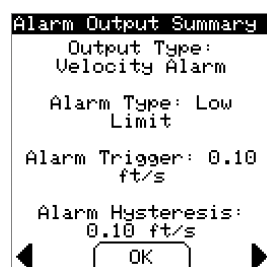 Alarm Output Summary
Output Type:
Velocity Alarm
Alarm Type: Low
Limit
Alarm Trigger: 0.10
ft/s
Alarm Hysteresis:
0.10 ft/s
OK